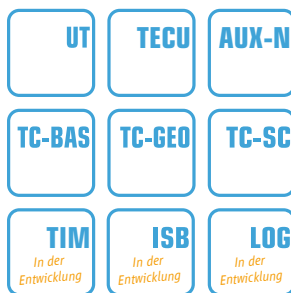 UT TECU AUX-N
TC-BAS TC-GEO TC-SC
TIM ISB LOG
In der In der In der
Entwicklung Entwicklung Entwicklung